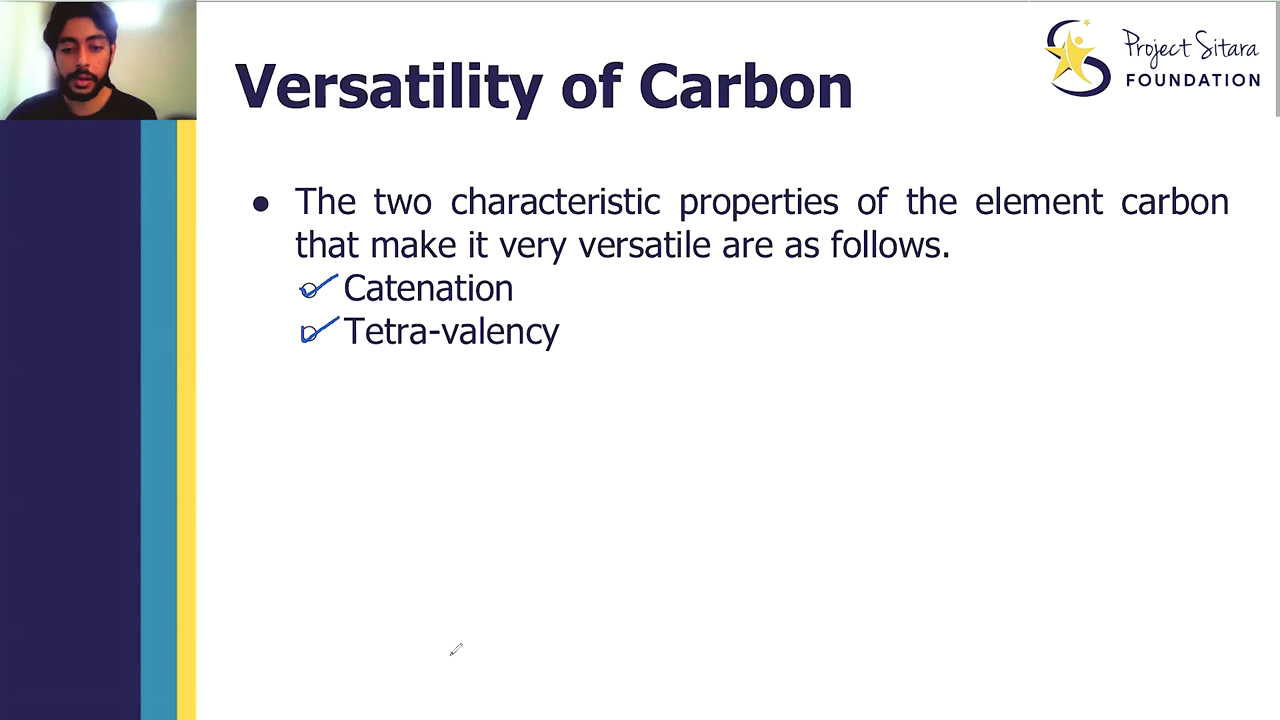 Project Sitara
FOUNDATION
Versatility of Carbon
● The two characteristic properties of the element carbon
that make it very versatile are as follows.
Catenation
Tetra-valency